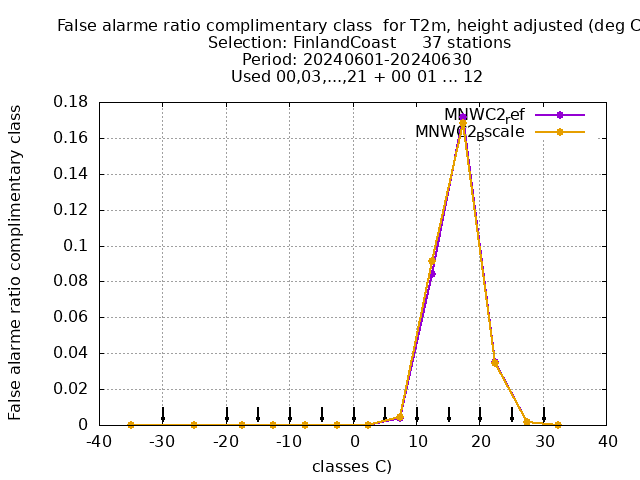 False alarme ratio complimentary class  for T2m, height adjusted (deg C
Selection: FinlandCoast     37 stations
Period: 20240601-20240630
Used 00,03,...,21 + 00 01 ... 12
False alarme ratio complimentary class
0.18
0.16
0.14
0.12
0.1
0.08
0.06
0.04
0.02
0
MNWC2ref
MNWC2Bscale
-40 -30 -20 -10 0 10 20 30 40
classes C)